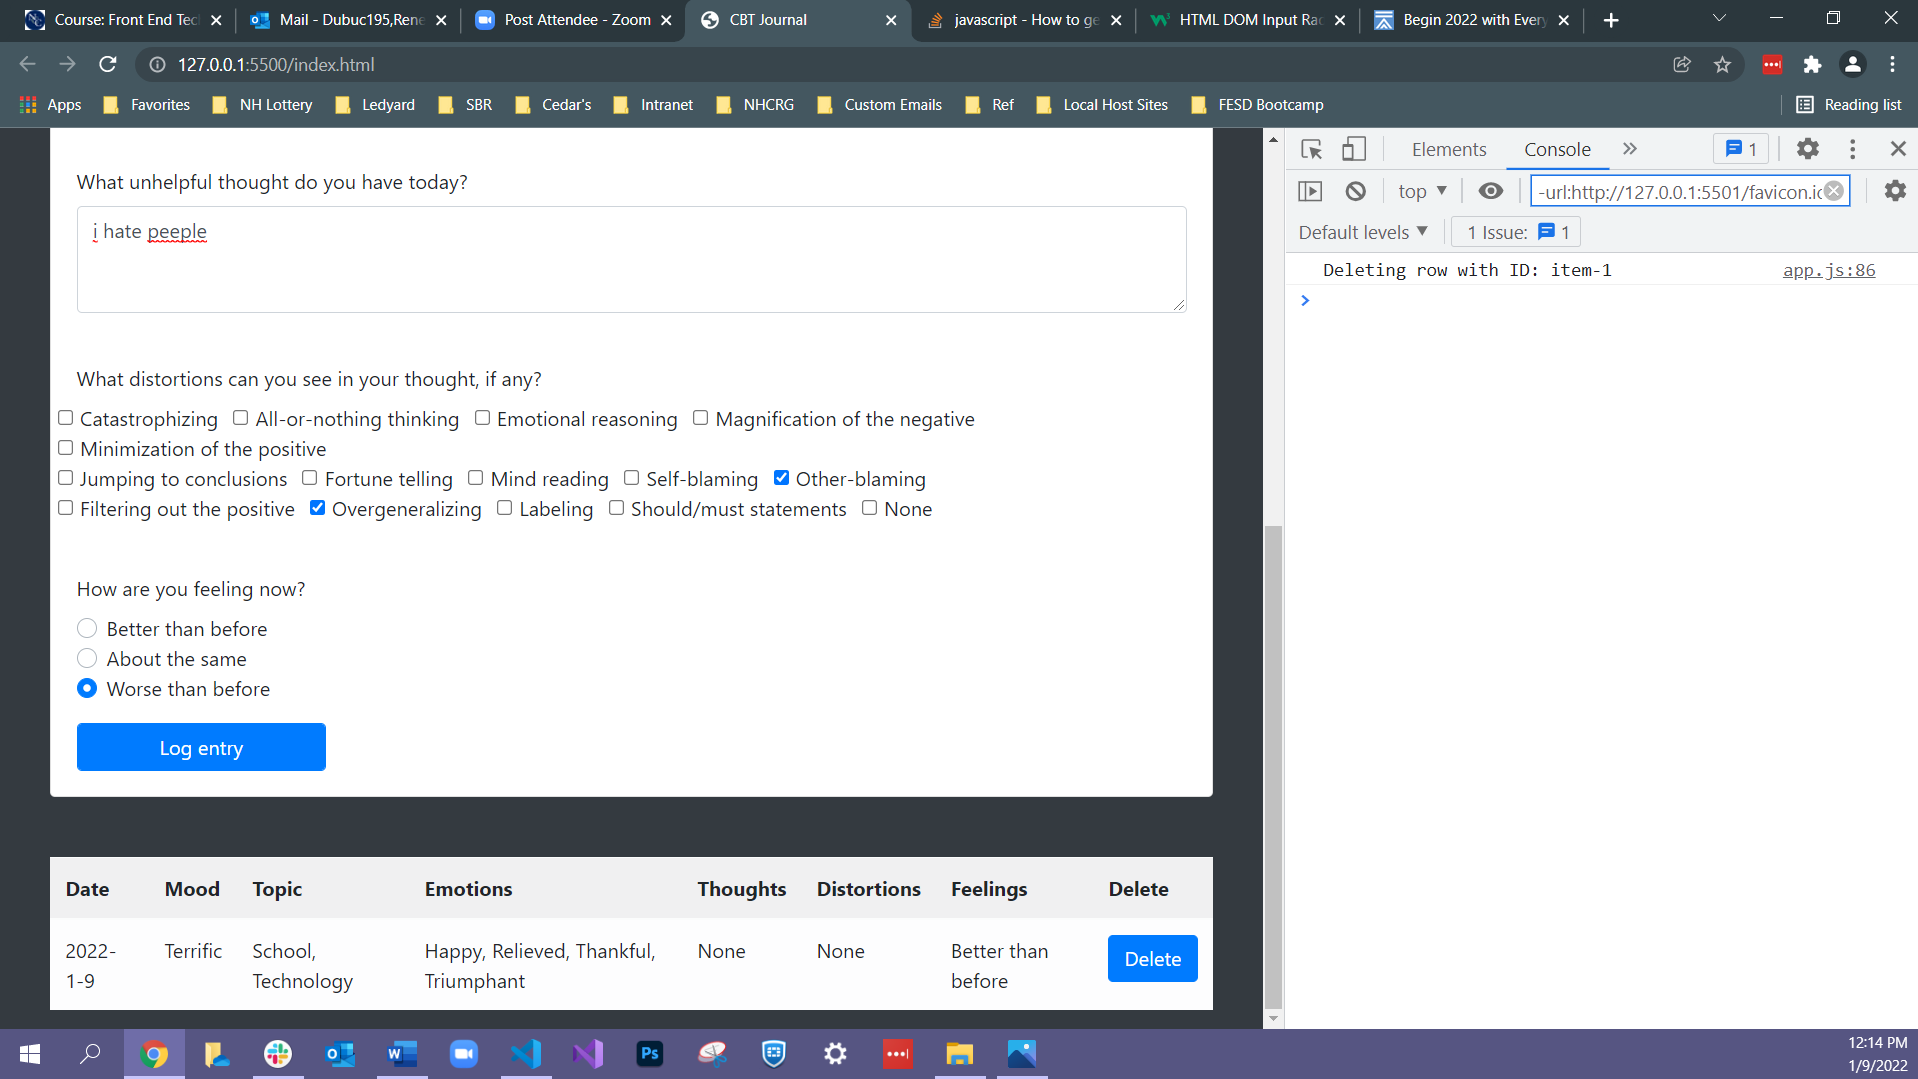 Course: Front End Tec
Mail - Dubuc195,Rene
Post Attendee - Zoom
CBT Journal
javascript - How to ge
HTML DOM Input Rad
Begin 2022 with Every
127.0.0.1:5500/index.html
Apps
Favorites
NH Lottery
Ledyard
SBR
Cedar's
Intranet
NHCRG
Custom Emails
Ref
Local Host Sites
FESD Bootcamp
Reading list
What unhelpful thought do you have today?
i hate peeple
What distortions can you see in your thought, if any?
Catastrophizing All-or-nothing thinking Emotional reasoning Magnification of the negative
Minimization of the positive
Jumping to conclusions Fortune telling Mind reading Self-blaming Other-blaming
Filtering out the positive Overgeneralizing Labeling Should/must statements None
How are you feeling now?
Better than before
About the same
Worse than before
Log entry
Date Mood Topic Emotions Thoughts Distortions Feelings Delete
2022- Terrific School, Happy, Relieved, Thankful, None None Better than Delete
1-9 Technology Triumphant before
Elements Console 1
top -url:http://127.0.0.1:5501/favicon.ic
Default levels 1 Issue: 1
Deleting row with ID: item-1 app.js:86
12:14 PM
1/9/2022